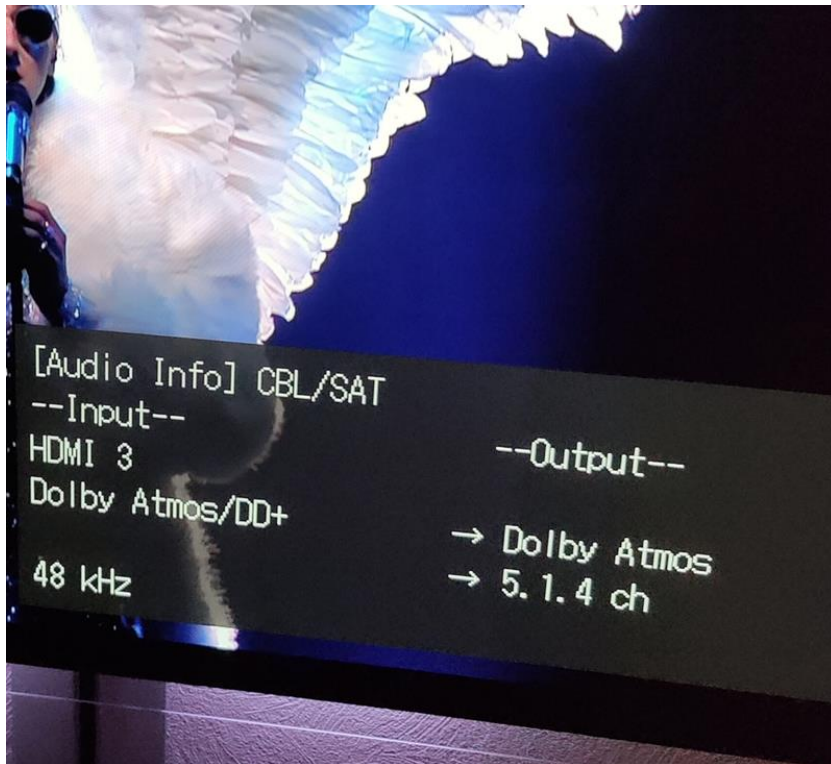 [Audio Info] CBL/SAT
--Input--
HDMI 3
Dolby Atmos/DD+
48 kHz
--Output--
→ Dolby Atmos
→ 5.1.4 ch